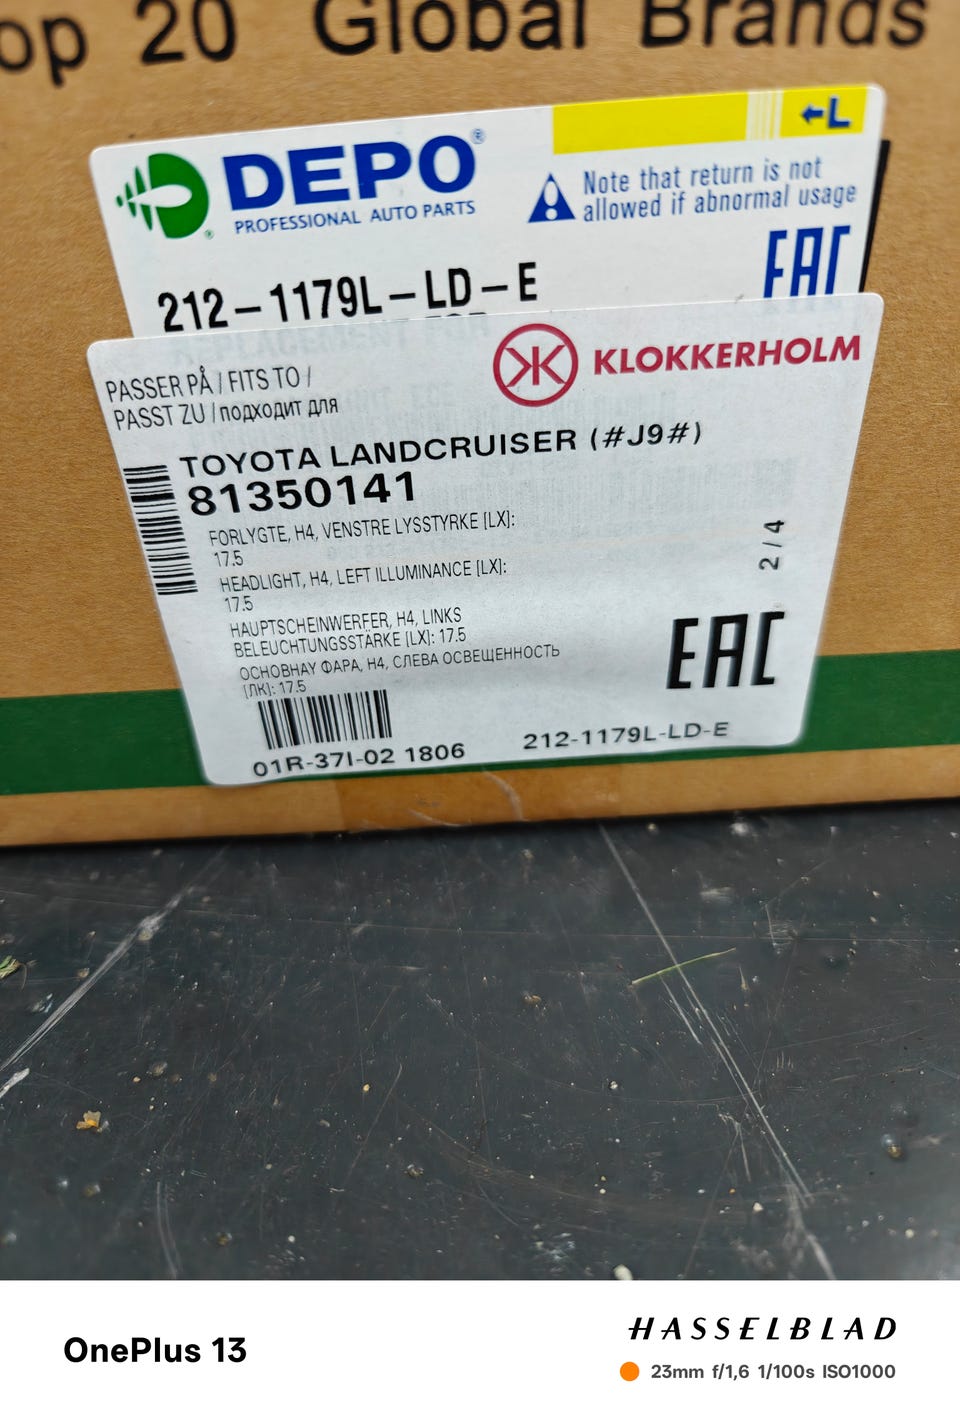 op 20 Global Brands
DEPO®
PROFESSIONAL AUTO PARTS
←L
Note that return is not
allowed if abnormal usage
EAC
212-1179L-LD-E
REPLACEMENT FOR
PASSER PÅ / FITS TO /
PASST ZU / подходит для
KLOKKERHOLM
TOYOTA LANDCRUISER (#J9#)
81350141
FORLYGTE, H4, VENSTRE LYSSTYRKE [LX]:
17.5
HEADLIGHT, H4, LEFT ILLUMINANCE [LX]:
17.5
HAUPTSCHEINWERFER, H4, LINKS
BELEUCHTUNGSSTÄRKE [LX]: 17.5
ОСНОВНАУ ФАРА, H4, СЛЕВА ОСВЕЩЕННОСТЬ
[ЛК]: 17.5
2/4
EAC
01R-37I-02 1806
212-1179L-LD-E
OnePlus 13
HASSELBLAD
23mm f/1,6 1/100s ISO1000